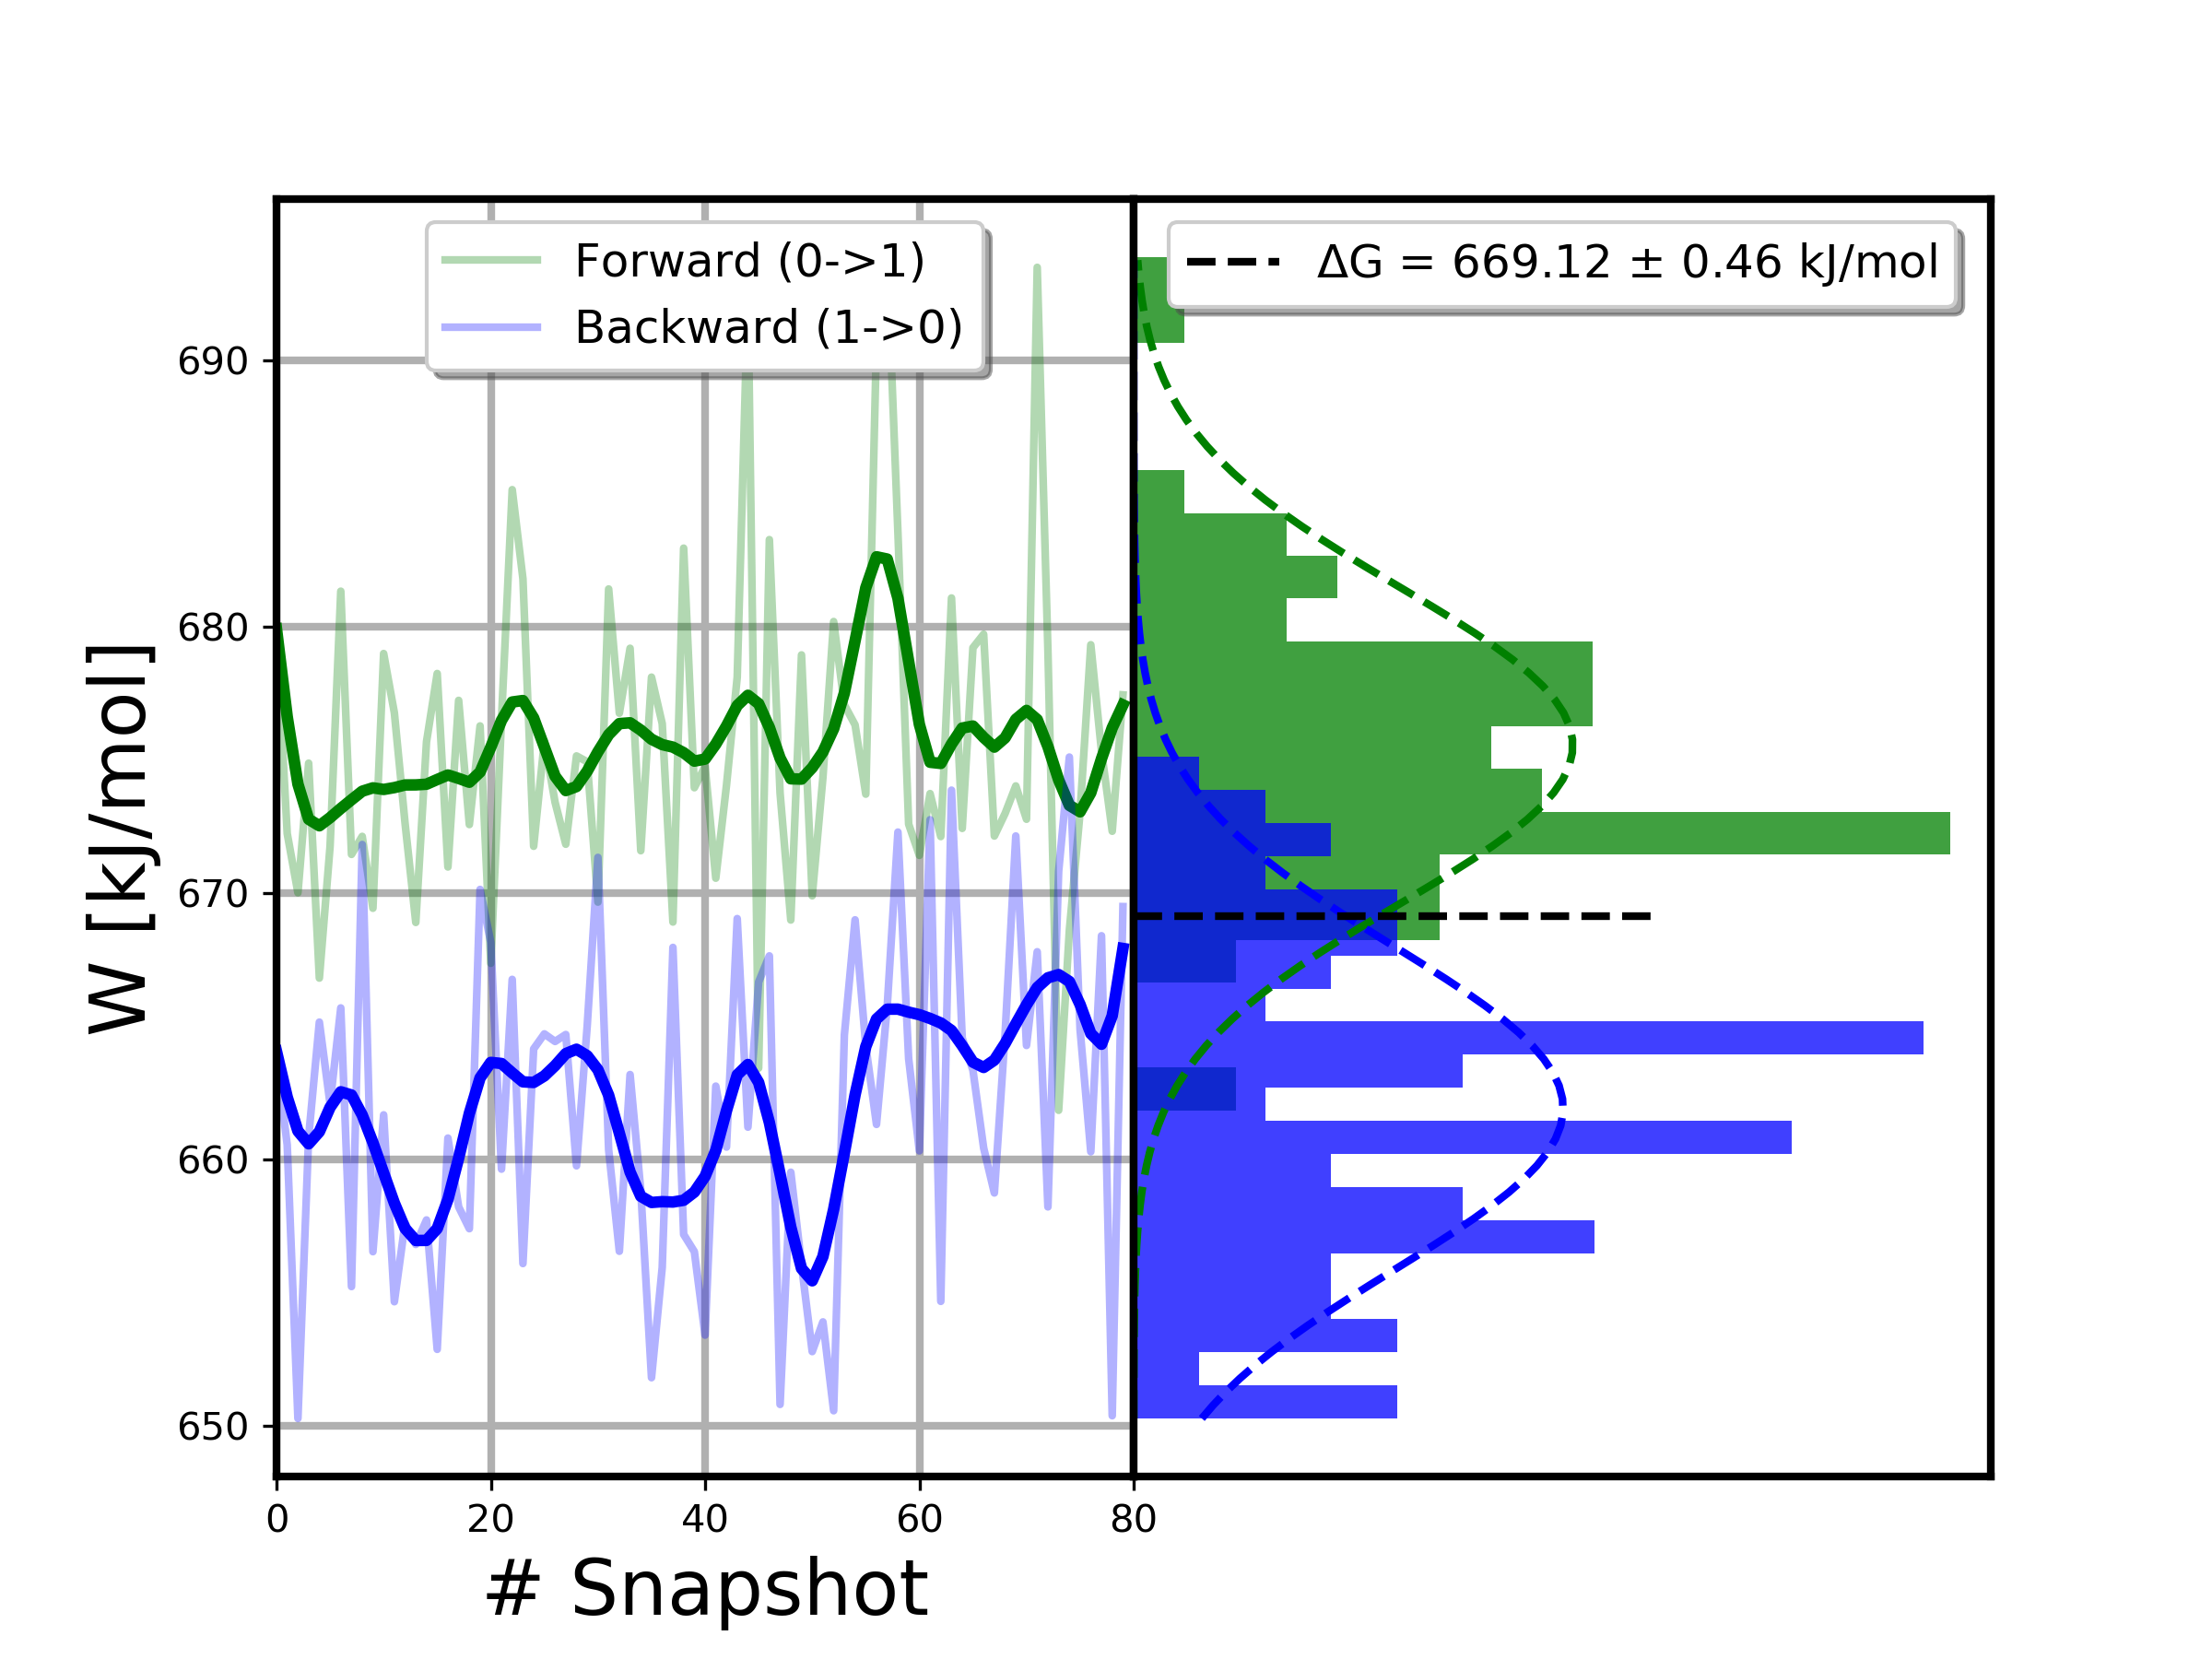 Forward (0->1)
Backward (1->0)
ΔG = 669.12 ± 0.46 kJ/mol
W [kJ/mol]
690
680
670
660
650
0 20 40 60 80
# Snapshot